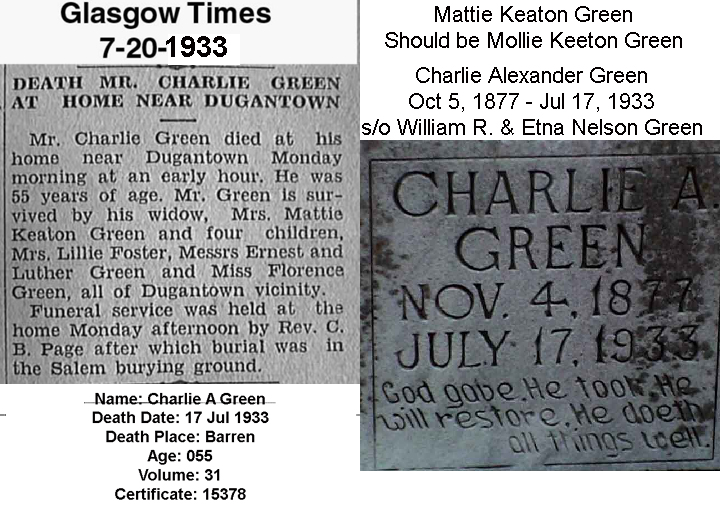 Glasgow Times
7-20-1933
DEATH MR. CHARLIE GREEN
AT HOME NEAR DUGANTOWN
Mr. Charlie Green died at his
home near Dugantown Monday
morning at an early hour. He was
55 years of age. Mr. Green is sur-
vived by his widow, Mrs. Mattie
Keaton Green and four children,
Mrs. Lillie Foster, Messrs Ernest and
Luther Green and Miss Florence
Green, all of Dugantown vicinity.
Funeral service was held at the
home Monday afternoon by Rev. C.
B. Page after which burial was in
the Salem burying ground.
Name: Charlie A Green
Death Date: 17 Jul 1933
Death Place: Barren
Age: 055
Volume: 31
Certificate: 15378
Mattie Keaton Green
Should be Mollie Keeton Green
Charlie Alexander Green
Oct 5, 1877 - Jul 17, 1933
s/o William R. & Etna Nelson Green
CHARLIE A.
GREEN
NOV. 4, 1877
JULY 17, 1933
God gabe. He took. He
will restore. He doeth
all things well.